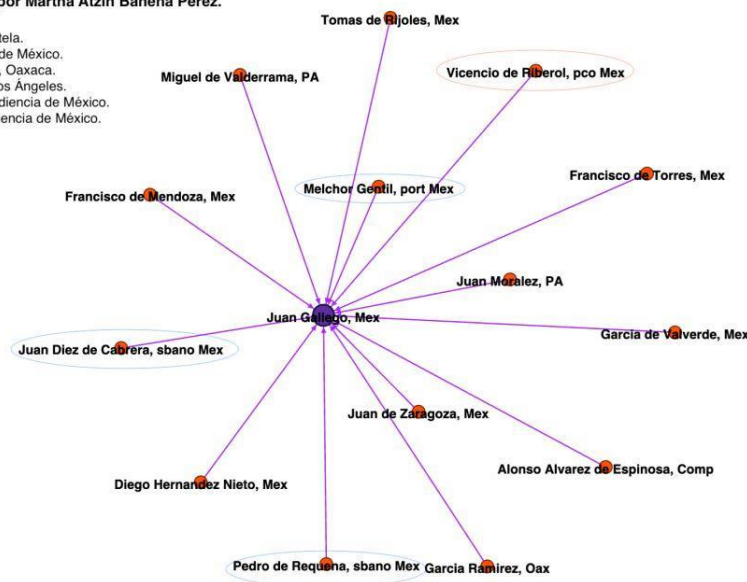 por Martha Atzin Bahena Pérez.
tela.
de México.
, Oaxaca.
os Ángeles.
diencia de México.
encia de México.
Tomas de Rijoles, Mex
Miguel de Valderrama, PA
Vicencio de Riberol, pco Mex
Francisco de Mendoza, Mex
Melchor Gentil, port Mex
Francisco de Torres, Mex
Juan Moralez, PA
Juan Gallego, Mex
Garcia de Valverde, Mex
Juan Diez de Cabrera, sbano Mex
Juan de Zaragoza, Mex
Alonso Alvarez de Espinosa, Comp
Diego Hernandez Nieto, Mex
Pedro de Requena, sbano Mex
Garcia Ramirez, Oax